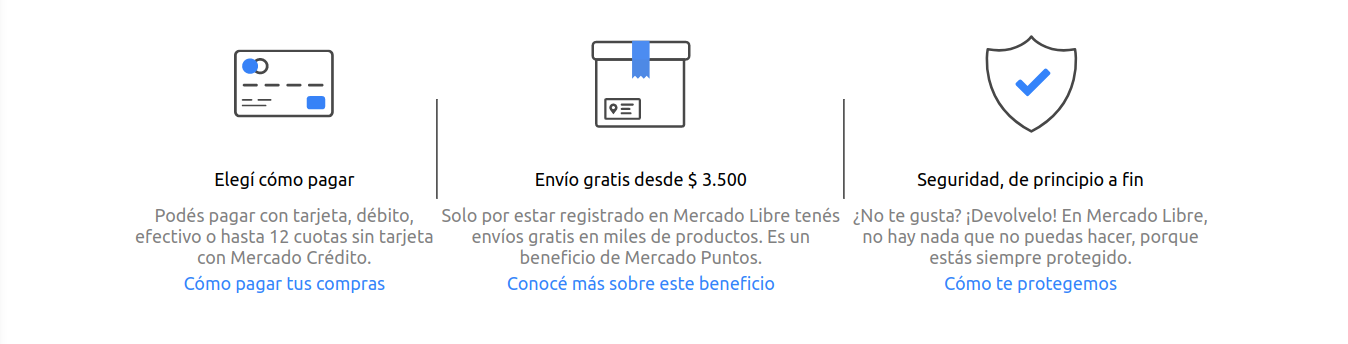 Elegí cómo pagar
Podés pagar con tarjeta, débito,
efectivo o hasta 12 cuotas sin tarjeta
con Mercado Crédito.
Cómo pagar tus compras
Envío gratis desde $ 3.500
Solo por estar registrado en Mercado Libre tenés
envíos gratis en miles de productos. Es un
beneficio de Mercado Puntos.
Conocé más sobre este beneficio
Seguridad, de principio a fin
¿No te gusta? ¡Devolvelo! En Mercado Libre,
no hay nada que no puedas hacer, porque
estás siempre protegido.
Cómo te protegemos